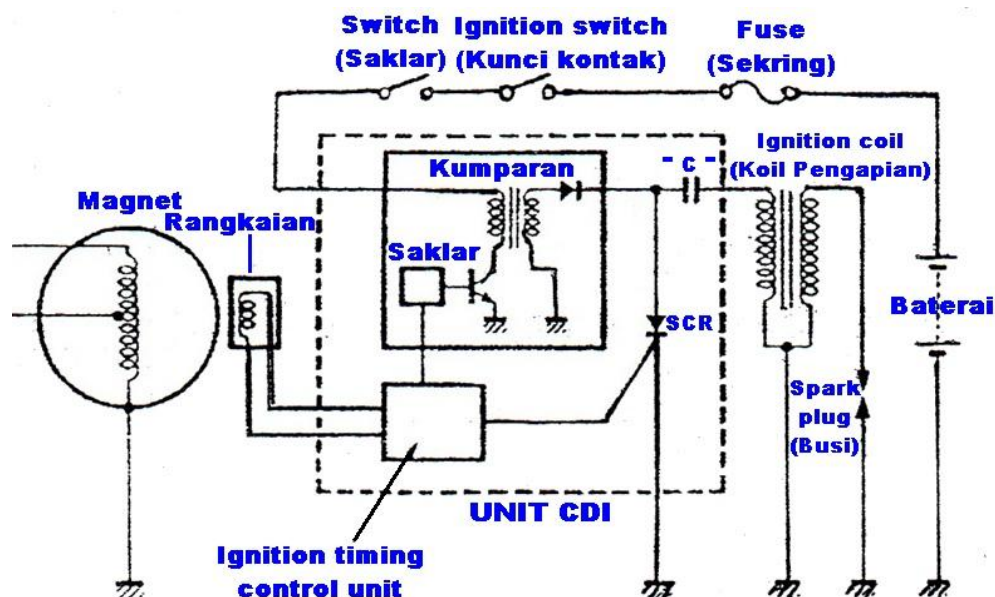 Switch
(Saklar)
Ignition switch
(Kunci kontak)
Fuse
(Sekring)
Ignition coil
(Koil Pengapian)
" C "
Kumparan
Magnet
Rangkaian
Saklar
SCR
Baterai
Spark
plug
(Busi)
UNIT CDI
Ignition timing
control unit